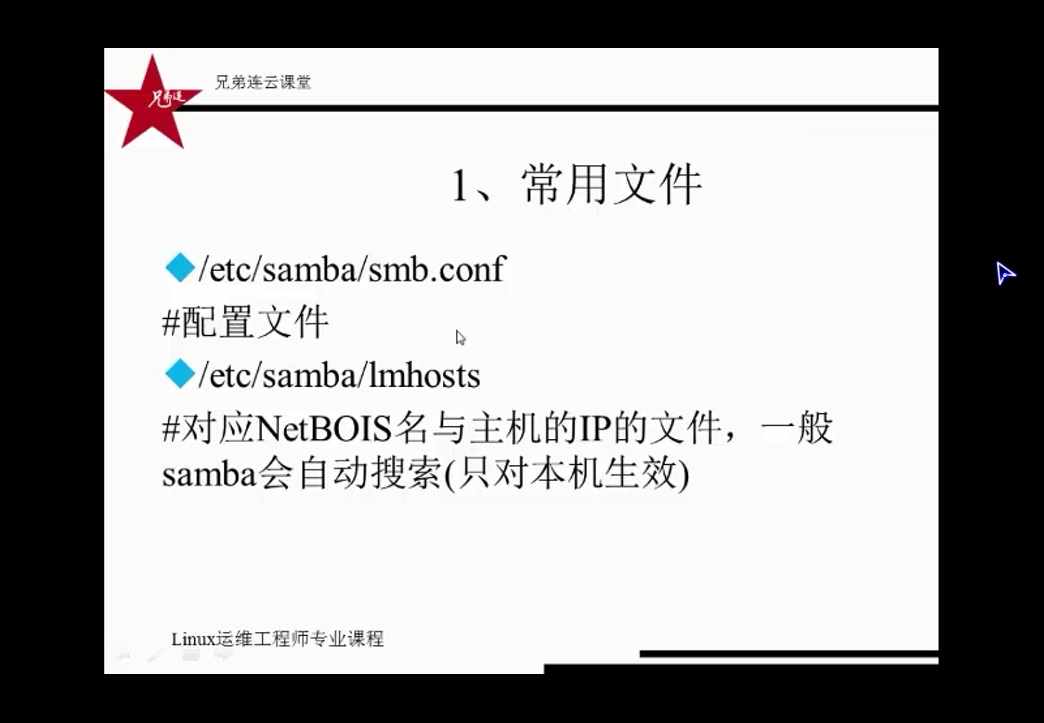 兄弟连云课堂
兄弟连
1、常用文件
/etc/samba/smb.conf
#配置文件
/etc/samba/lmhosts
#对应NetBOIS名与主机的IP的文件，一般
samba会自动搜索(只对本机生效)
Linux运维工程师专业课程